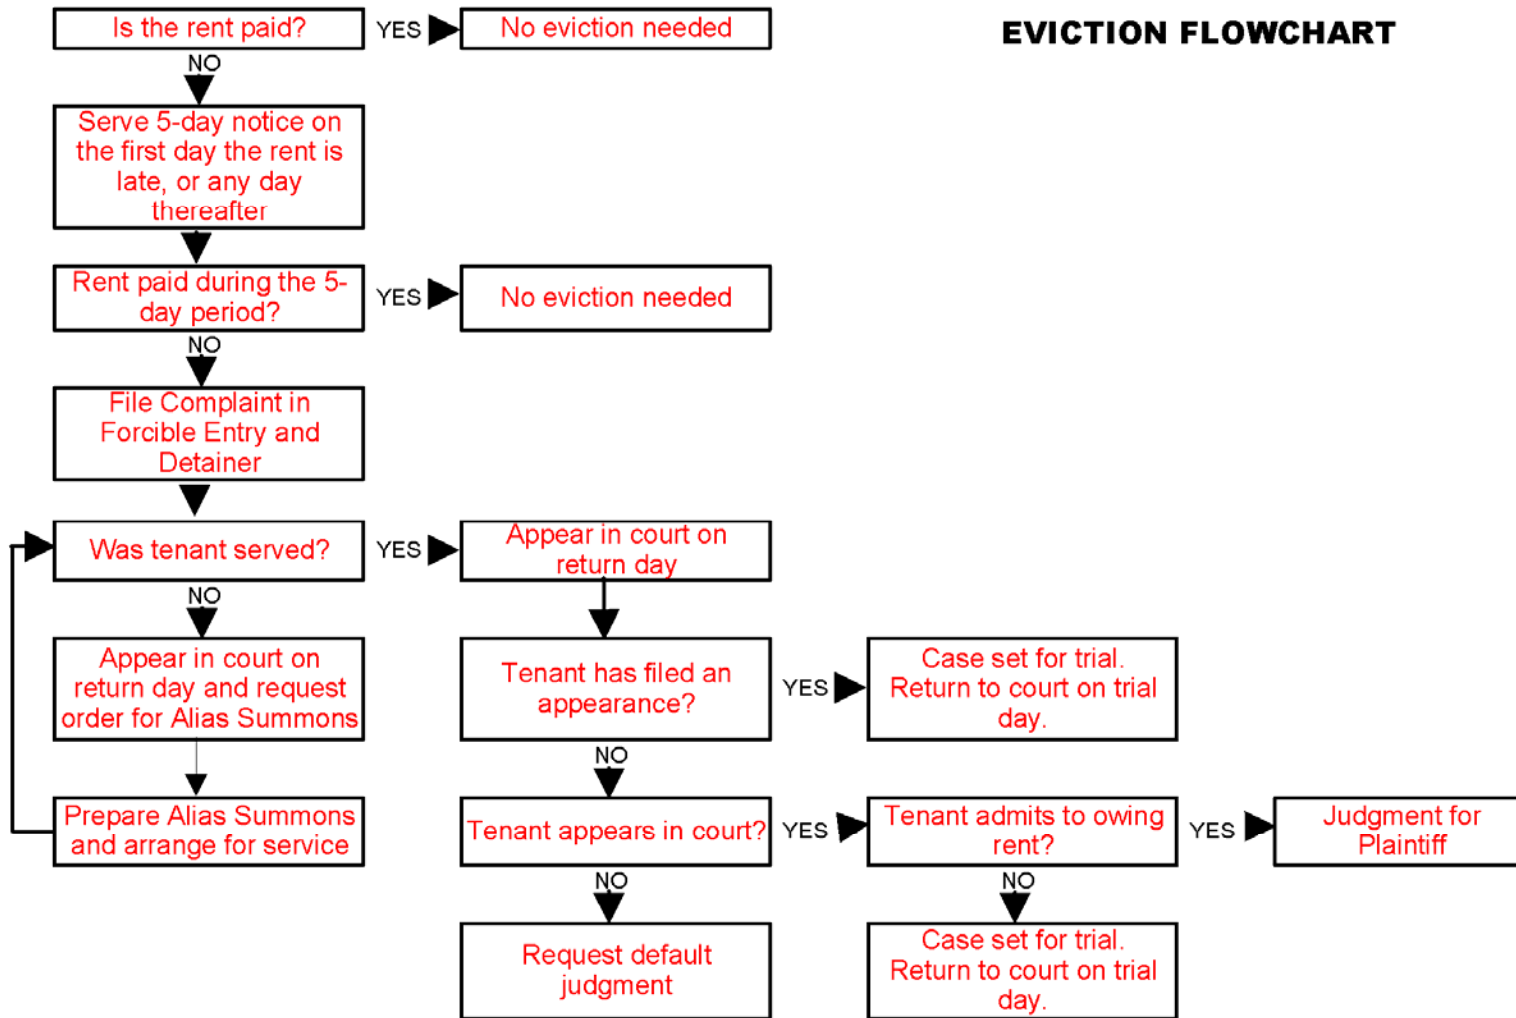 EVICTION FLOWCHART
Is the rent paid?
YES
No eviction needed
NO
Serve 5-day notice on
the first day the rent is
late, or any day
thereafter
Rent paid during the 5-
day period?
YES
No eviction needed
NO
File Complaint in
Forcible Entry and
Detainer
Was tenant served?
YES
Appear in court on
return day
NO
Appear in court on
return day and request
order for Alias Summons
Prepare Alias Summons
and arrange for service
Tenant has filed an
appearance?
YES
Case set for trial.
Return to court on trial
day.
NO
Tenant appears in court?
YES
Tenant admits to owing
rent?
YES
Judgment for
Plaintiff
NO
Request default
judgment
NO
Case set for trial.
Return to court on trial
day.